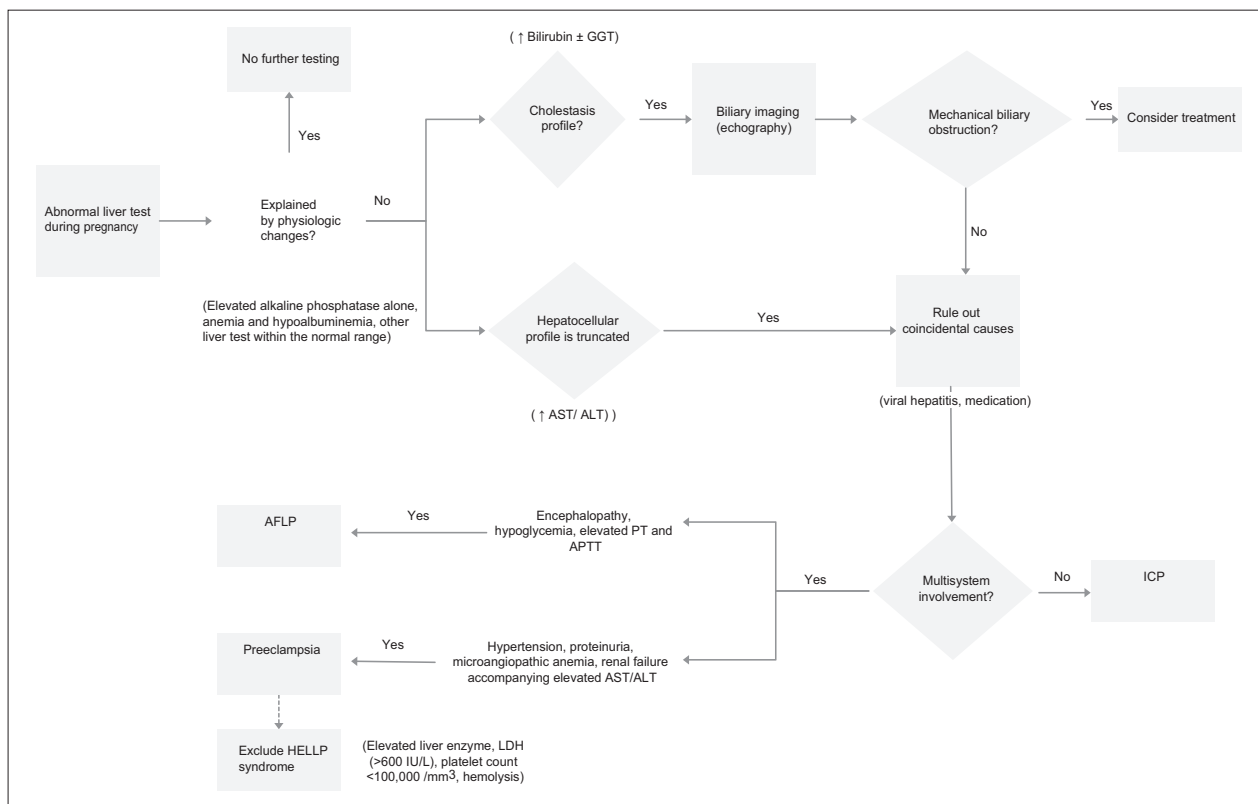 ( ↑ Bilirubin ± GGT)
No further testing
Cholestasis
profile?
Yes
Biliary imaging
(echography)
Mechanical biliary
obstruction?
Yes
Consider treatment
Yes
Abnormal liver test
during pregnancy
Explained
by physiologic
changes?
No
No
(Elevated alkaline phosphatase alone,
anemia and hypoalbuminemia, other
liver test within the normal range)
Hepatocellular
profile is truncated
Yes
Rule out
coincidental causes
( ↑ AST/ ALT) )
(viral hepatitis, medication)
AFLP
Yes
Encephalopathy,
hypoglycemia, elevated PT and
APTT
Yes
Multisystem
involvement?
No
ICP
Preeclampsia
Yes
Hypertension, proteinuria,
microangiopathic anemia, renal failure
accompanying elevated AST/ALT
Exclude HELLP
syndrome
(Elevated liver enzyme, LDH
(>600 IU/L), platelet count
<100,000 /mm³, hemolysis)